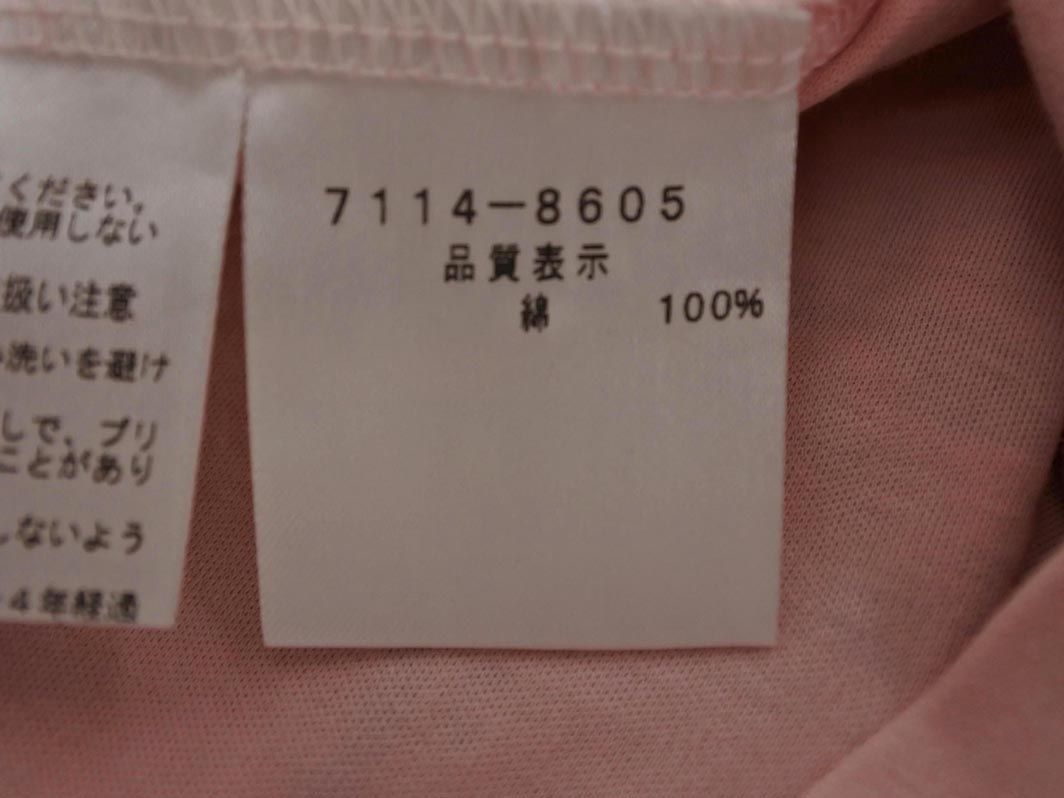 ください。
使用しない
扱い注意
洗いを避け
しで、プリ
ことがあり
しないよう
4年経過
7114-8605
品質表示
綿 100%